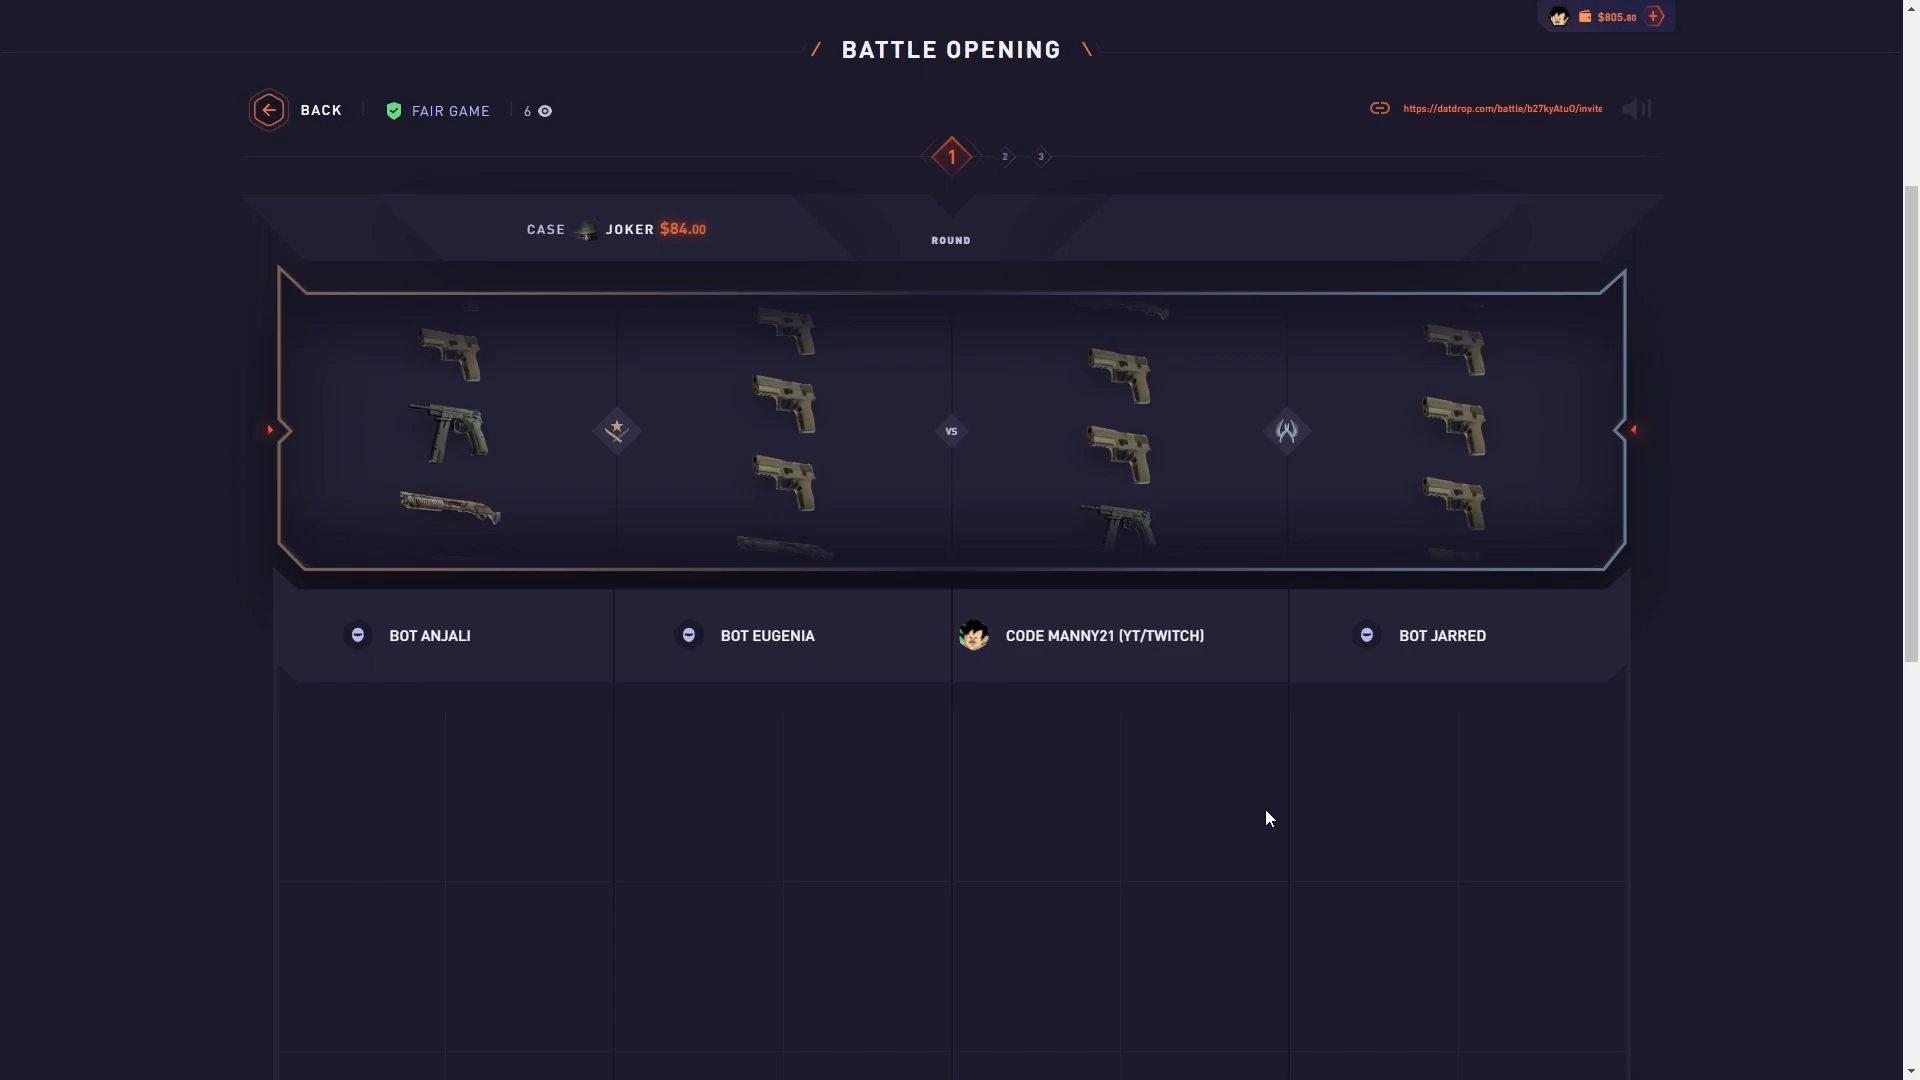 $805.80
/ BATTLE OPENING \
BACK
FAIR GAME
6
https://datdrop.com/battle/b27kyAtuO/invite
1
2
3
CASE JOKER $84.00
ROUND
VS
BOT ANJALI
BOT EUGENIA
CODE MANNY21 (YT/TWITCH)
BOT JARRED